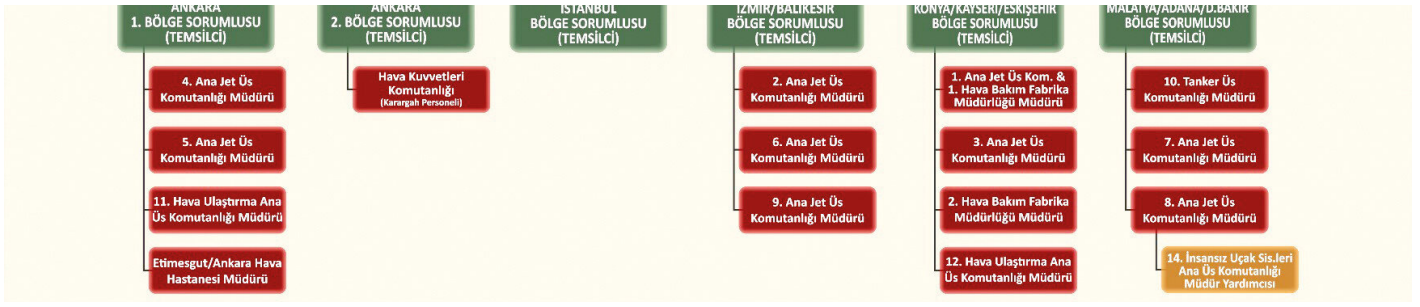 ANKARA
1. BÖLGE SORUMLUSU
(TEMSİLCİ)
4. Ana Jet Üs
Komutanlığı Müdürü
5. Ana Jet Üs
Komutanlığı Müdürü
11. Hava Ulaştırma Ana
Üs Komutanlığı Müdürü
Etimesgut/Ankara Hava
Hastanesi Müdürü
ANKARA
2. BÖLGE SORUMLUSU
(TEMSİLCİ)
Hava Kuvvetleri
Komutanlığı
(Karargah Personeli)
İSTANBUL
BÖLGE SORUMLUSU
(TEMSİLCİ)
İZMİR/BALIKESİR
BÖLGE SORUMLUSU
(TEMSİLCİ)
2. Ana Jet Üs
Komutanlığı Müdürü
6. Ana Jet Üs
Komutanlığı Müdürü
9. Ana Jet Üs
Komutanlığı Müdürü
KONYA/KAYSERİ/ESKİŞEHİR
BÖLGE SORUMLUSU
(TEMSİLCİ)
1. Ana Jet Üs Kom. &
1. Hava Bakım Fabrika
Müdürlüğü Müdürü
3. Ana Jet Üs
Komutanlığı Müdürü
2. Hava Bakım Fabrika
Müdürlüğü Müdürü
12. Hava Ulaştırma Ana
Üs Komutanlığı Müdürü
MALATYA/ADANA/D.BAKIR
BÖLGE SORUMLUSU
(TEMSİLCİ)
10. Tanker Üs
Komutanlığı Müdürü
7. Ana Jet Üs
Komutanlığı Müdürü
8. Ana Jet Üs
Komutanlığı Müdürü
14. İnsansız Uçak Sis.leri
Ana Üs Komutanlığı
Müdür Yardımcısı